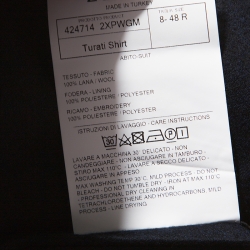 MADE IN TURKEY
424714 2XPWGM
8- 48 R
Turati Shirt
ABITO-SUIT
TESSUTO - FABRIC
100% LANA / WOOL
FODERA - LINING
100% POLIESTERE / POLYESTER
RICAMO - EMBROIDERY
100% POLIESTERE / POLYESTER
ISTRUZIONI DI LAVAGGIO - CARE INSTRUCTIONS
LAVARE A MACCHINA 30° DELICATO - NON
CANDEGGIARE - NON ASCIUGARE IN TAMBURO -
STIRO MAX 110°C -
DELICATO - NON ASCIUGARE
APPESO
MAX WASHING TEMP 30°C, MILD PROCESS - DO NOT
BLEACH - DO NOT TUMBLE DRY - IRON AT MAX 110°C
- PROFESSIONAL DRY CLEANING IN
TETRACHLOROETHENE AND HYDROCARBONS, MILD
PROCESS - LINE DRYING